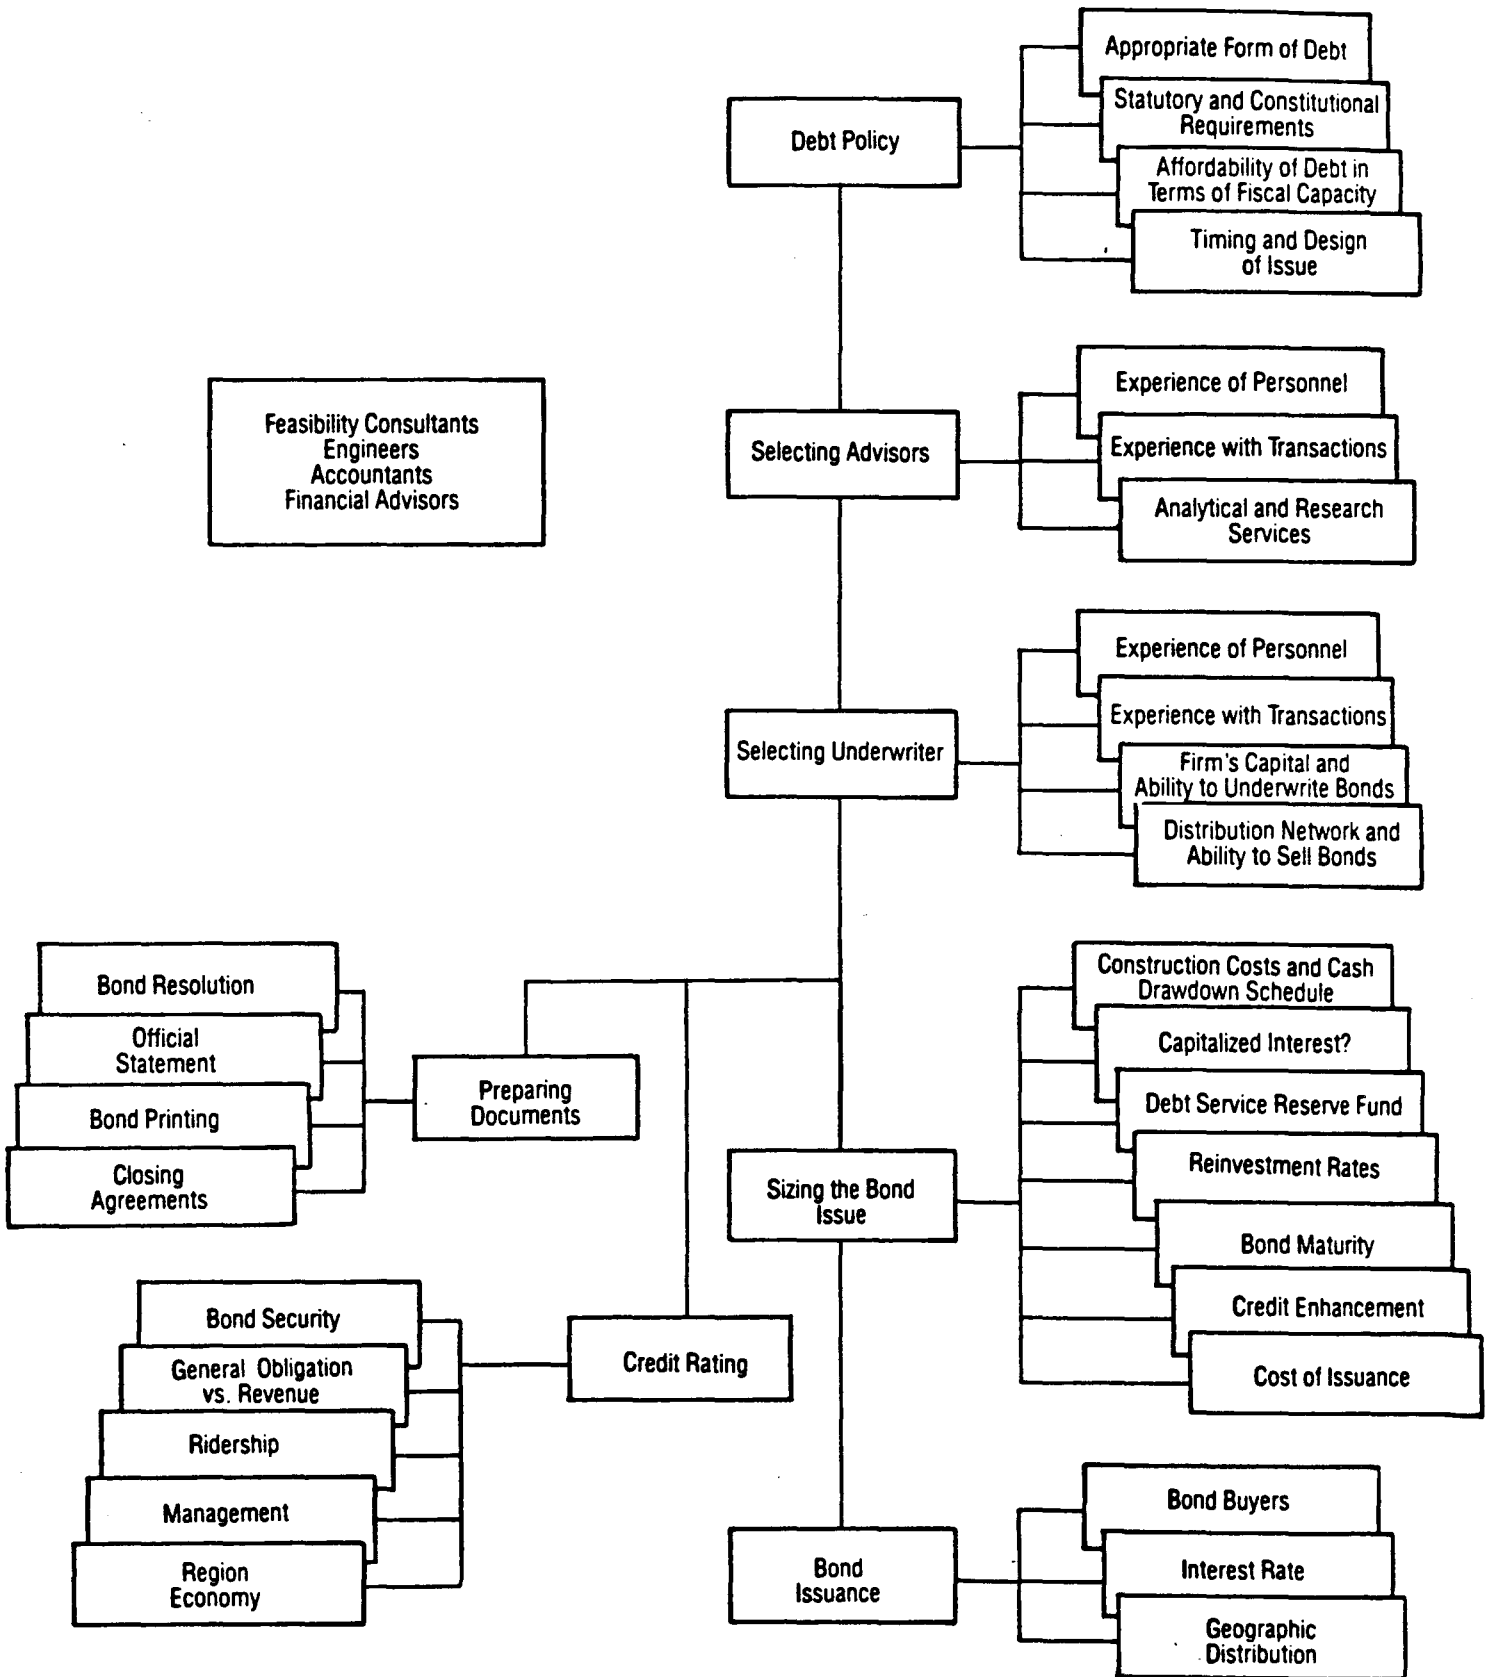 Appropriate Form of Debt
Statutory and Constitutional
Requirements
Debt Policy
Affordability of Debt in
Terms of Fiscal Capacity
Timing and Design
of Issue
Feasibility Consultants
Engineers
Accountants
Financial Advisors
Selecting Advisors
Experience of Personnel
Experience with Transactions
Analytical and Research
Services
Selecting Underwriter
Experience of Personnel
Experience with Transactions
Firm's Capital and
Ability to Underwrite Bonds
Distribution Network and
Ability to Sell Bonds
Bond Resolution
Official
Statement
Bond Printing
Closing
Agreements
Preparing
Documents
Sizing the Bond
Issue
Construction Costs and Cash
Drawdown Schedule
Capitalized Interest?
Debt Service Reserve Fund
Reinvestment Rates
Bond Maturity
Credit Enhancement
Cost of Issuance
Bond Security
General Obligation
vs. Revenue
Ridership
Management
Region
Economy
Credit Rating
Bond
Issuance
Bond Buyers
Interest Rate
Geographic
Distribution